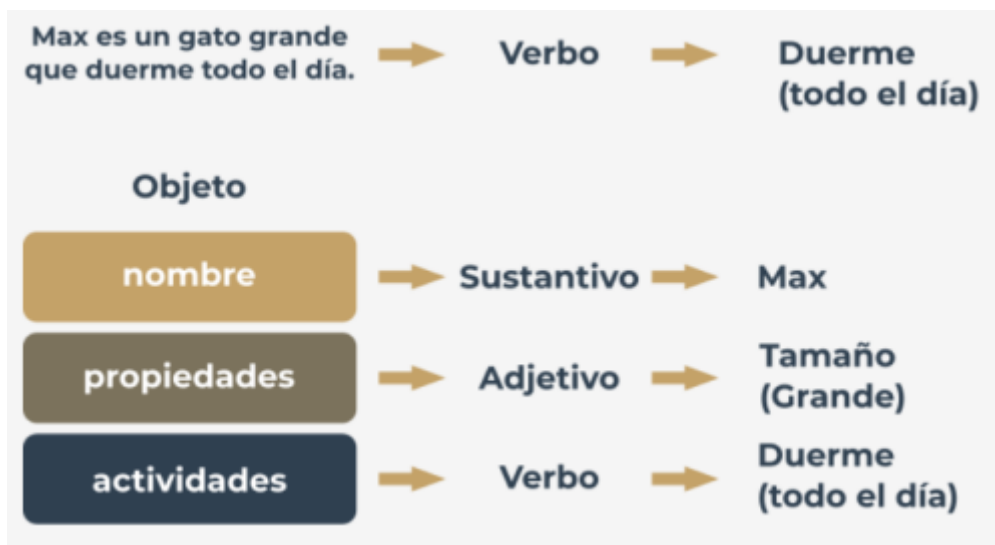 Max es un gato grande
que duerme todo el día.
Verbo
Duerme
(todo el día)
Objeto
nombre
Sustantivo
Max
propiedades
Adjetivo
Tamaño
(Grande)
actividades
Verbo
Duerme
(todo el día)